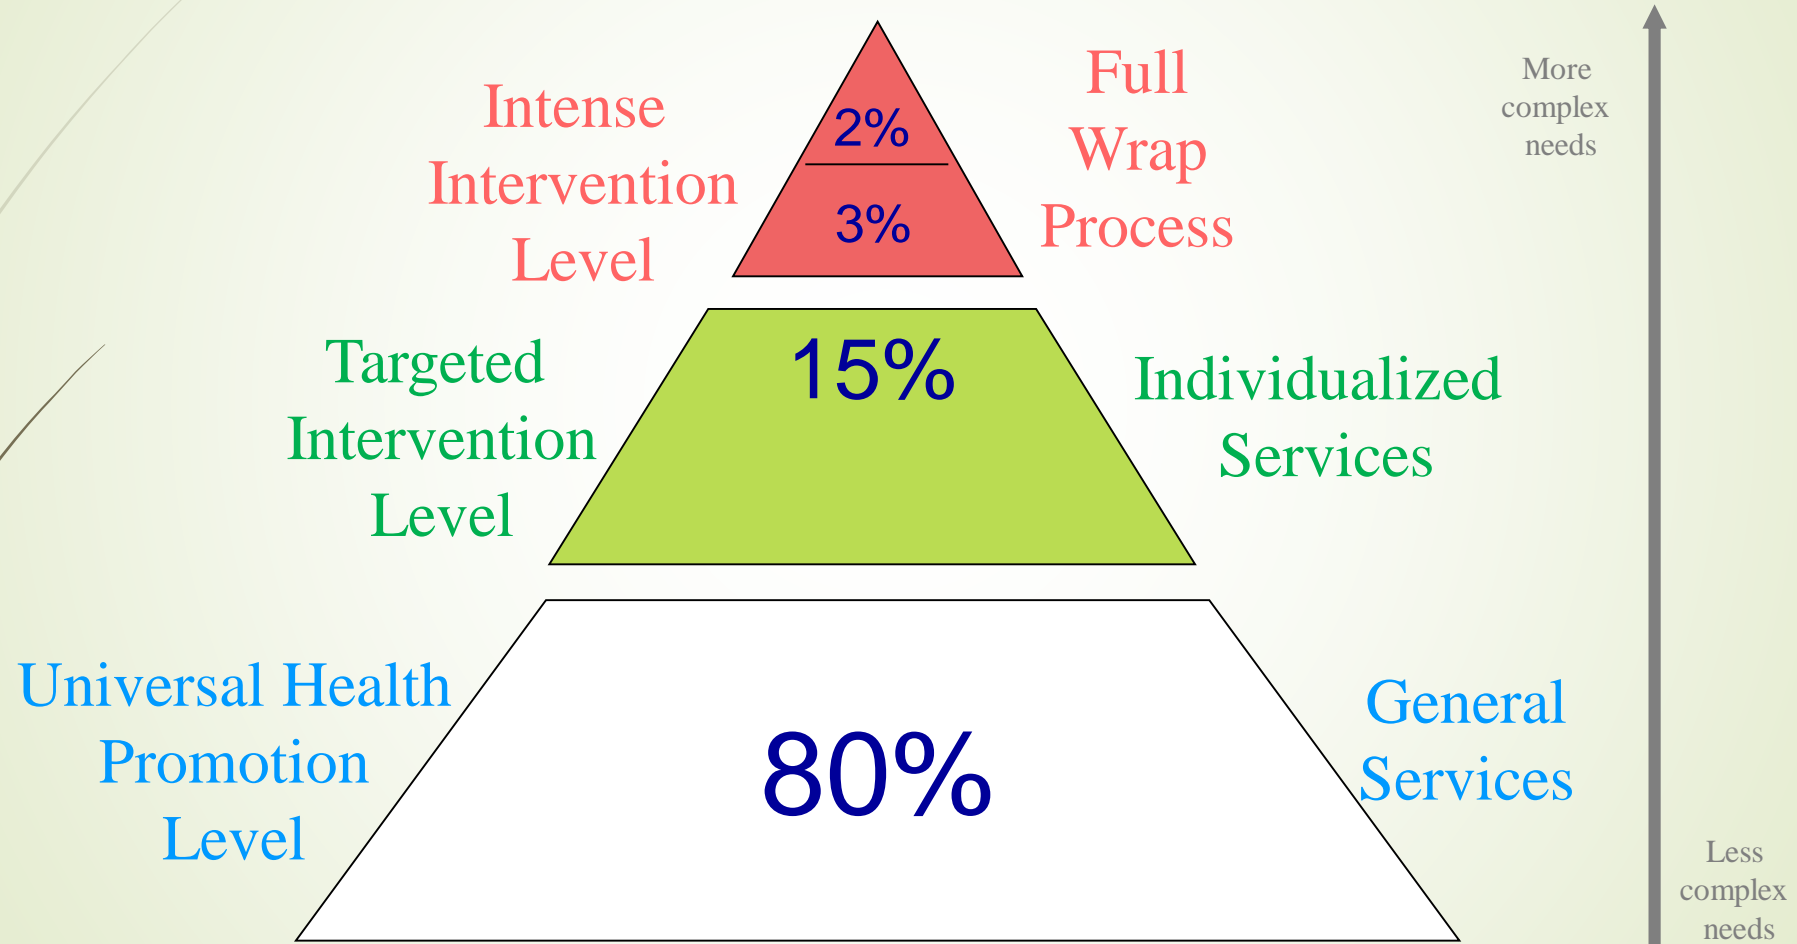 Intense
Intervention
Level
2%
3%
Full
Wrap
Process
More
complex
needs
Targeted
Intervention
Level
15%
Individualized
Services
Universal Health
Promotion
Level
80%
General
Services
Less
complex
needs